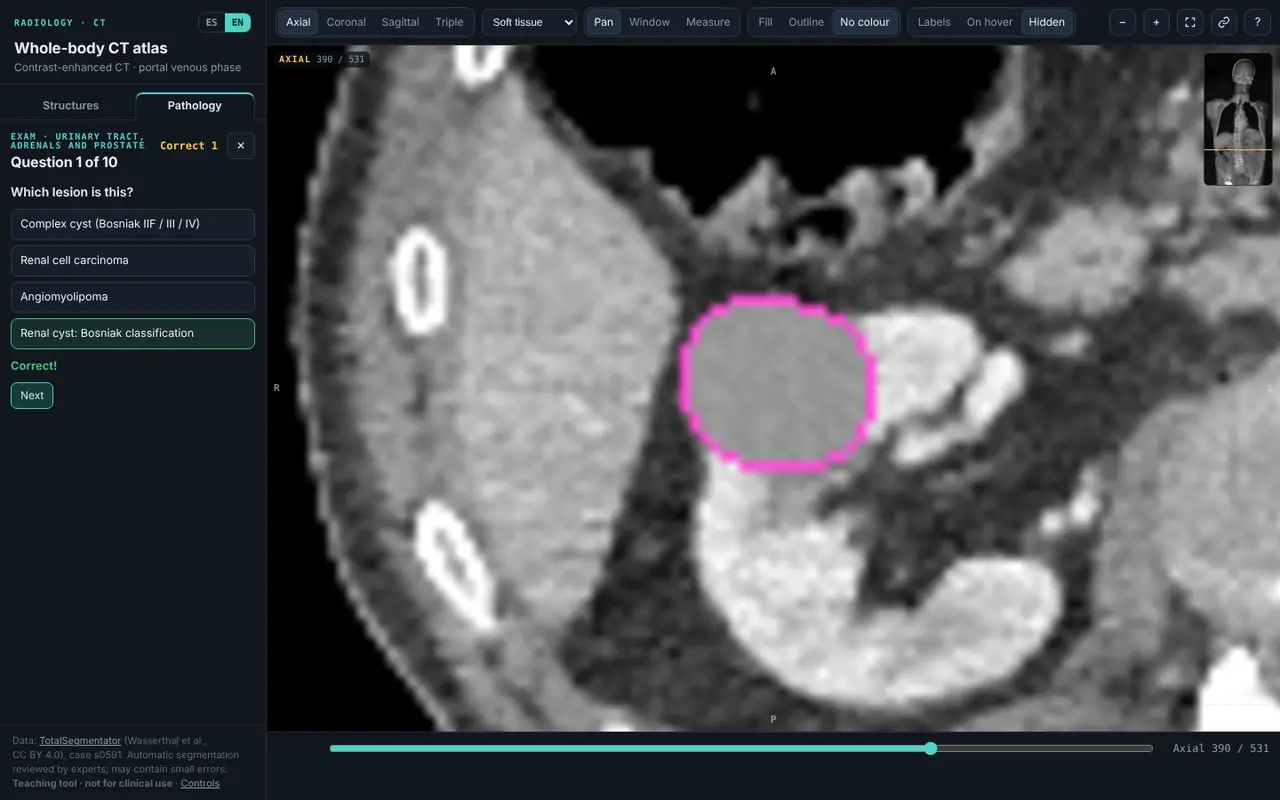 RADIOLOGY · CT
ES EN
Whole-body CT atlas
Contrast-enhanced CT · portal venous phase
Structures
Pathology
EXAM · URINARY TRACT,
ADRENALS AND PROSTATE
Correct 1
×
Question 1 of 10
Which lesion is this?
Complex cyst (Bosniak IIF / III / IV)
Renal cell carcinoma
Angiomyolipoma
Renal cyst: Bosniak classification
Correct!
Next
Data: TotalSegmentator (Wasserthal et al.,
CC BY 4.0), case s0591. Automatic segmentation
reviewed by experts; may contain small errors.
Teaching tool · not for clinical use · Controls
Axial Coronal Sagittal Triple
Soft tissue
Pan Window Measure
Fill Outline No colour
Labels On hover Hidden
− + ?
AXIAL 390 / 531
A
R
P
Axial 390 / 531